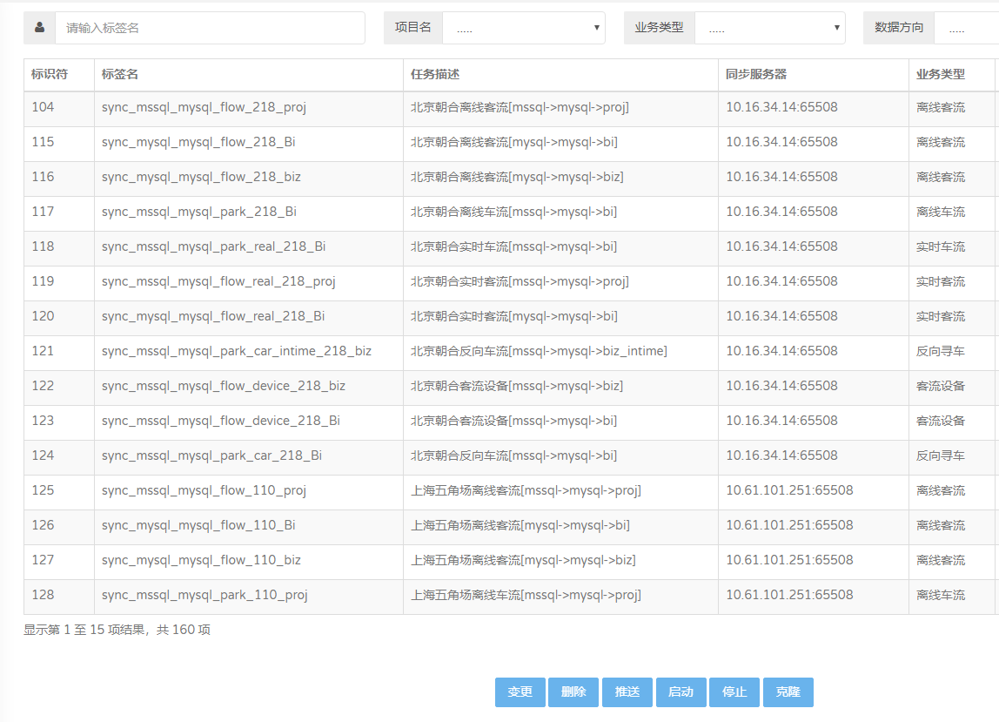 请输入标签名 项目名 ..... 业务类型 ..... 数据方向 .....
标识符 标签名 任务描述 同步服务器 业务类型
104 sync_mssql_mysql_flow_218_proj 北京朝合离线客流[mssql->mysql->proj] 10.16.34.14:65508 离线客流
115 sync_mysql_mysql_flow_218_Bi 北京朝合离线客流[mysql->mysql->bi] 10.16.34.14:65508 离线客流
116 sync_mysql_mysql_flow_218_biz 北京朝合离线客流[mysql->mysql->biz] 10.16.34.14:65508 离线客流
117 sync_mssql_mysql_park_218_Bi 北京朝合离线车流[mssql->mysql->bi] 10.16.34.14:65508 离线车流
118 sync_mssql_mysql_park_real_218_Bi 北京朝合实时车流[mssql->mysql->bi] 10.16.34.14:65508 实时车流
119 sync_mssql_mysql_flow_real_218_proj 北京朝合实时客流[mssql->mysql->proj] 10.16.34.14:65508 实时客流
120 sync_mysql_mysql_flow_real_218_Bi 北京朝合实时客流[mysql->mysql->bi] 10.16.34.14:65508 实时客流
121 sync_mssql_mysql_park_car_intime_218_biz 北京朝合反向车流[mssql->mysql->biz_intime] 10.16.34.14:65508 反向寻车
122 sync_mssql_mysql_flow_device_218_biz 北京朝合客流设备[mssql->mysql->biz] 10.16.34.14:65508 客流设备
123 sync_mssql_mysql_flow_device_218_Bi 北京朝合客流设备[mssql->mysql->bi] 10.16.34.14:65508 客流设备
124 sync_mssql_mysql_park_car_218_Bi 北京朝合反向车流[mssql->mysql->bi] 10.16.34.14:65508 反向寻车
125 sync_mssql_mysql_flow_110_proj 上海五角场离线客流[mssql->mysql->proj] 10.61.101.251:65508 离线客流
126 sync_mysql_mysql_flow_110_Bi 上海五角场离线客流[mysql->mysql->bi] 10.61.101.251:65508 离线客流
127 sync_mysql_mysql_flow_110_biz 上海五角场离线客流[mysql->mysql->biz] 10.61.101.251:65508 离线客流
128 sync_mssql_mysql_park_110_proj 上海五角场离线车流[mssql->mysql->proj] 10.61.101.251:65508 离线车流
显示第 1 至 15 项结果，共 160 项
变更 删除 推送 启动 停止 克隆